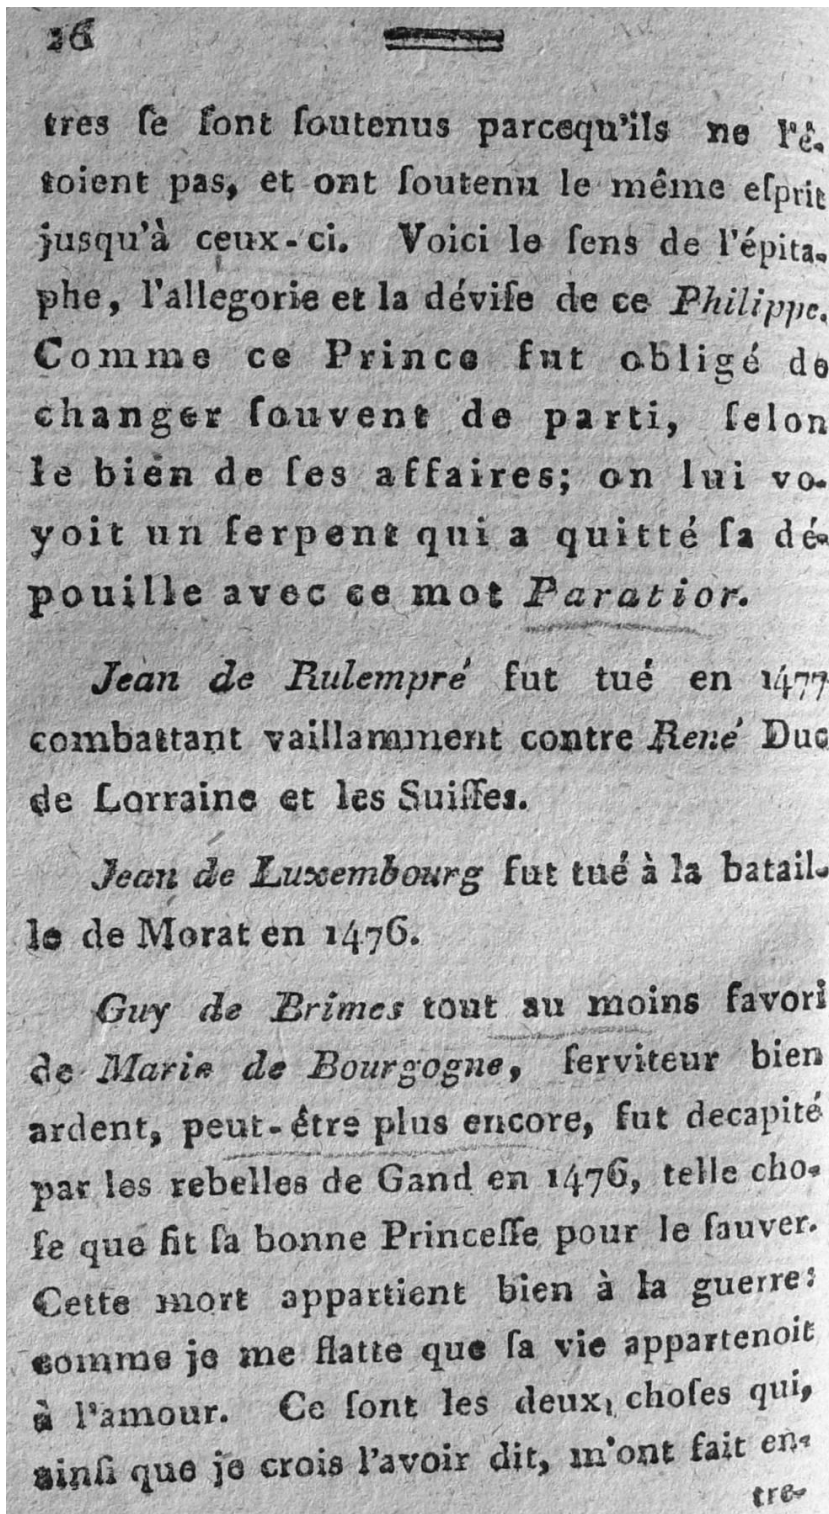 26
tres ſe ſont ſoutenus parcequ'ils ne l'é-
toient pas, et ont ſoutenu le même eſprit
jusqu'à ceux-ci. Voici le ſens de l'épita-
phe, l'allegorie et la déviſe de ce Philippe.
Comme ce Prince fut obligé de
changer ſouvent de parti, ſelon
le bien de ſes affaires; on lui vo-
yoit un ſerpent qui a quitté ſa dé-
pouille avec ce mot Paratior.
Jean de Rulempré fut tué en 1477
combattant vaillamment contre René Duc
de Lorraine et les Suiſſes.
Jean de Luxembourg fut tué à la batail-
le de Morat en 1476.
Guy de Brimes tout au moins favori
de Marie de Bourgogne, ſerviteur bien
ardent, peut-être plus encore, fut decapité
par les rebelles de Gand en 1476, telle cho-
ſe que fit ſa bonne Princeſſe pour le ſauver.
Cette mort appartient bien à la guerre:
comme je me flatte que ſa vie appartenoit
à l'amour. Ce ſont les deux, choſes qui,
ainſi que je crois l'avoir dit, m'ont fait en-
tre-